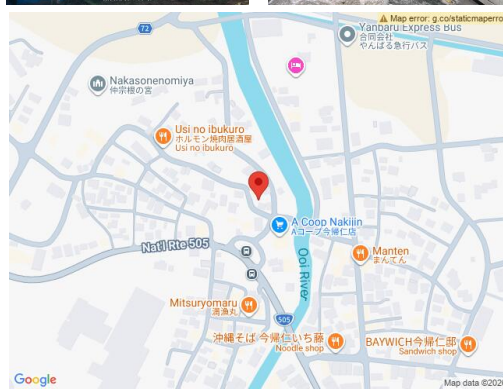 Map error: g.co/staticmaperro
Yanbaru Express Bus
合同会社
やんばる急行バス
72
Nakasonenomiya
仲宗根の宮
Usi no ibukuro
ホルモン焼肉居酒屋
Usi no ibukuro
A Coop Nakijin
Aコープ今帰仁店
Nat'l Rte 505
Ooi River
Manten
まんてん
Mitsuryomaru
満漁丸
505
沖縄そば 今帰仁いち藤
Noodle shop
BAYWICH今帰仁邸
Sandwich shop
Google
Map data ©202